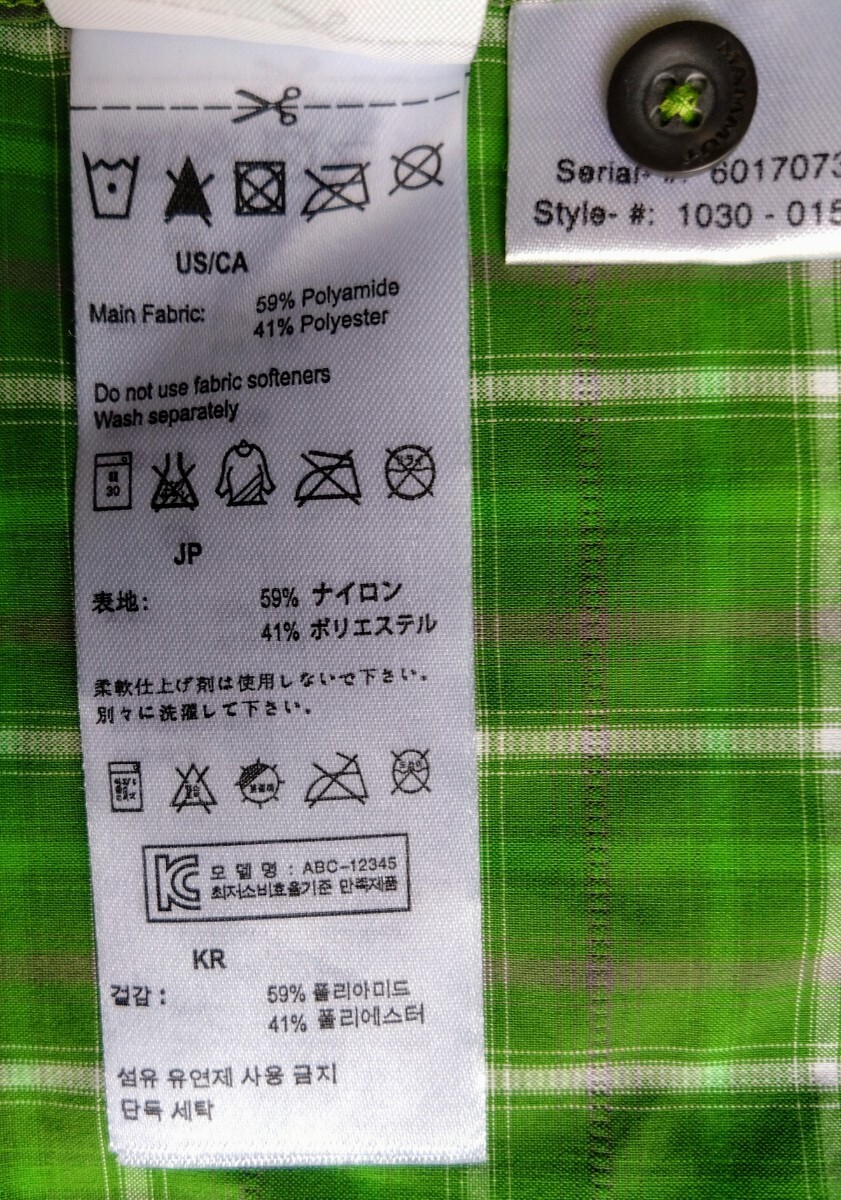 US/CA
Main Fabric: 59% Polyamide
41% Polyester
Do not use fabric softeners
Wash separately
30
JP
表地: 59% ナイロン
41% ポリエステル
柔軟仕上げ剤は使用しないで下さい。
別々に洗濯して下さい。
모 델 명 : ABC-12345
최저소비효율기준 만족제품
KR
겉감 : 59% 폴리아미드
41% 폴리에스터
섬유 유연제 사용 금지
단독 세탁
MAMMUT
Serial- #: 6017073
Style- #: 1030 - 015